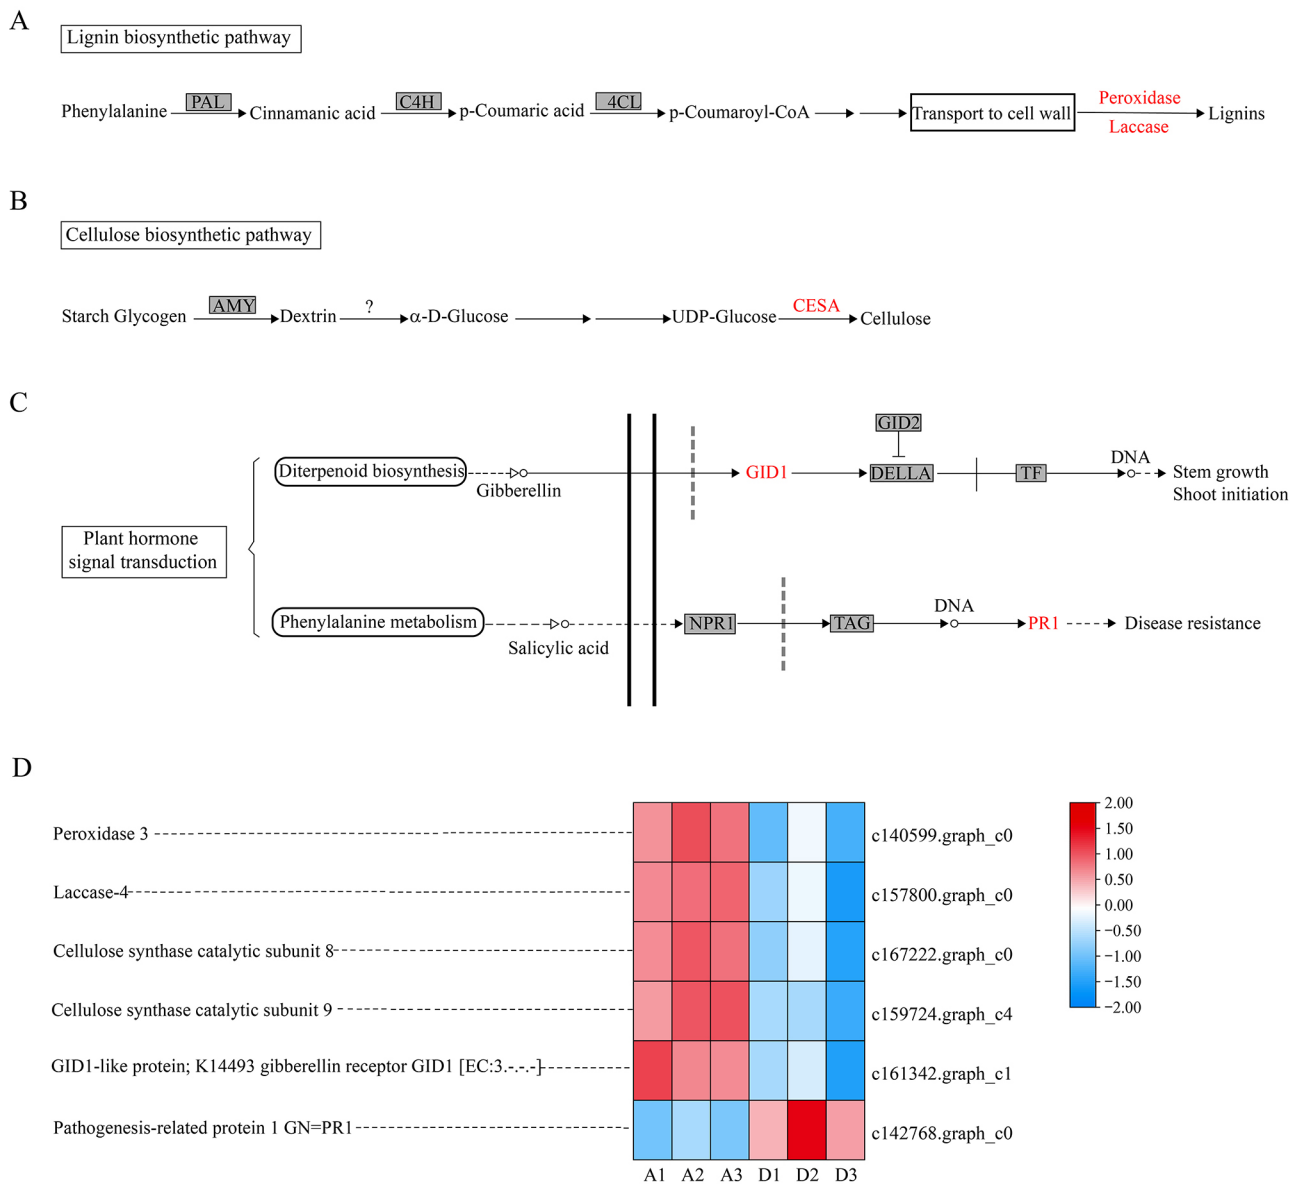 A
Lignin biosynthetic pathway
Phenylalanine PAL Cinnamanic acid C4H p-Coumaric acid 4CL p-Coumaroyl-CoA Transport to cell wall Peroxidase Laccase Lignins
B
Cellulose biosynthetic pathway
Starch Glycogen AMY Dextrin ? α-D-Glucose UDP-Glucose CESA Cellulose
C
Plant hormone
signal transduction
Diterpenoid biosynthesis Gibberellin GID1 GID2 DELLA TF DNA Stem growth
Shoot initiation
Phenylalanine metabolism Salicylic acid NPR1 TAG DNA PR1 Disease resistance
D
Peroxidase 3 c140599.graph_c0
Laccase-4 c157800.graph_c0
Cellulose synthase catalytic subunit 8 c167222.graph_c0
Cellulose synthase catalytic subunit 9 c159724.graph_c4
GID1-like protein; K14493 gibberellin receptor GID1 [EC:3.-.-.-] c161342.graph_c1
Pathogenesis-related protein 1 GN=PR1 c142768.graph_c0
A1 A2 A3 D1 D2 D3
2.00
1.50
1.00
0.50
0.00
−0.50
−1.00
−1.50
−2.00